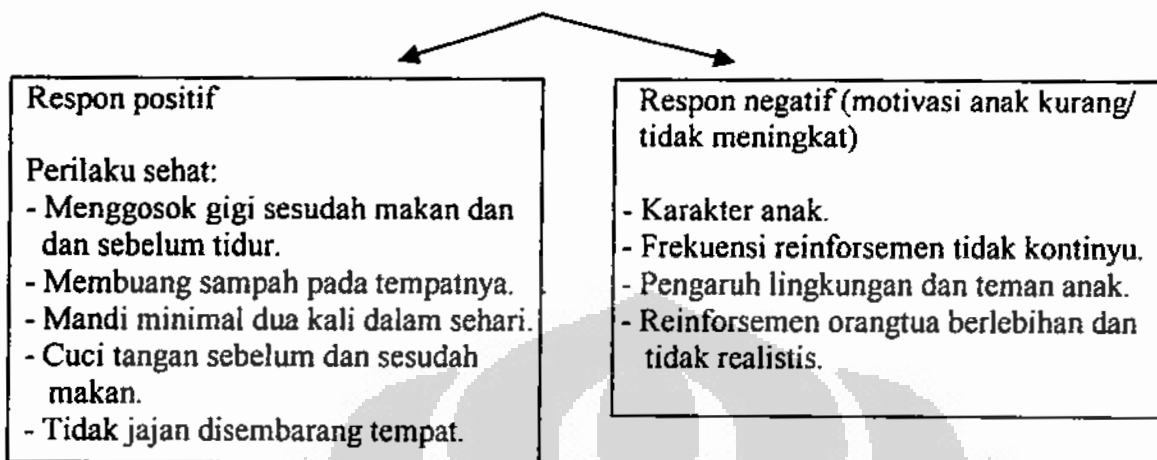 Respon positif
Perilaku sehat:
- Menggosok gigi sesudah makan dan
dan sebelum tidur.
- Membuang sampah pada tempatnya.
- Mandi minimal dua kali dalam sehari.
- Cuci tangan sebelum dan sesudah
makan.
- Tidak jajan disembarang tempat.
Respon negatif (motivasi anak kurang/
tidak meningkat)
- Karakter anak.
- Frekuensi reinforsemen tidak kontinyu.
- Pengaruh lingkungan dan teman anak.
- Reinforsemen orangtua berlebihan dan
tidak realistis.